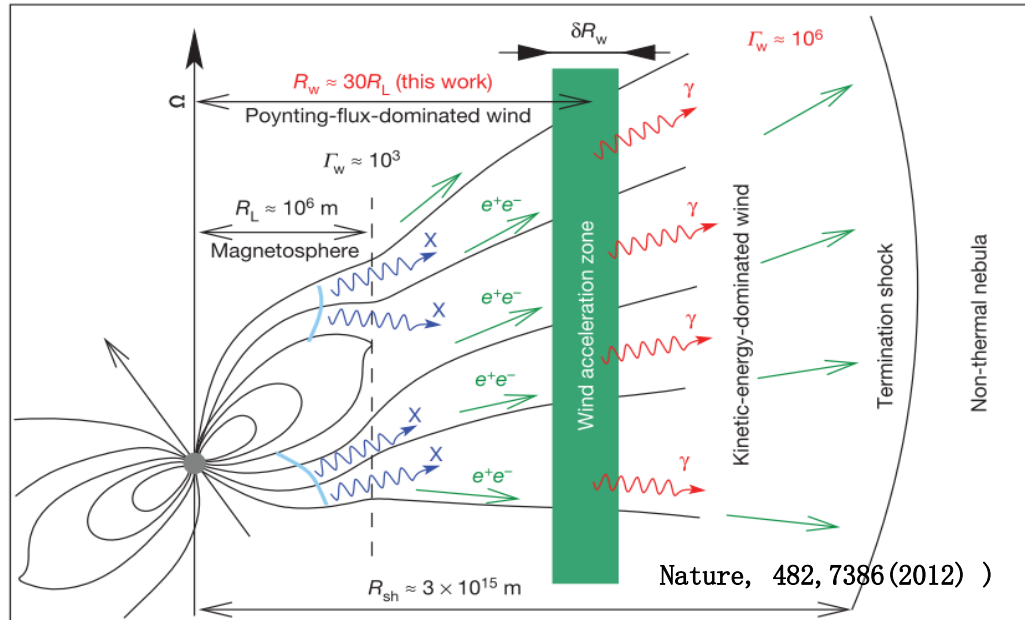 δR_w
Γ_w ≈ 10^6
R_w ≈ 30R_L (this work)
Ω
Poynting-flux-dominated wind
γ
Γ_w ≈ 10^3
R_L ≈ 10^6 m
e^+e^−
Magnetosphere
X
γ
X
e^+e^−
Wind acceleration zone
Kinetic-energy-dominated wind
Termination shock
Non-thermal nebula
γ
e^+e^−
X
X
e^+e^−
γ
Nature, 482,7386(2012) )
R_sh ≈ 3 × 10^15 m